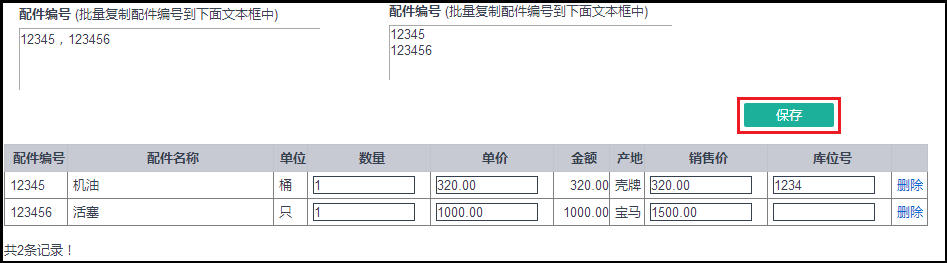 配件编号 (批量复制配件编号到下面文本框中)
12345，123456
配件编号 (批量复制配件编号到下面文本框中)
12345
123456
保存
配件编号 配件名称 单位 数量 单价 金额 产地 销售价 库位号
12345 机油 桶 1 320.00 320.00 壳牌 320.00 1234 删除
123456 活塞 只 1 1000.00 1000.00 宝马 1500.00 删除
共2条记录！